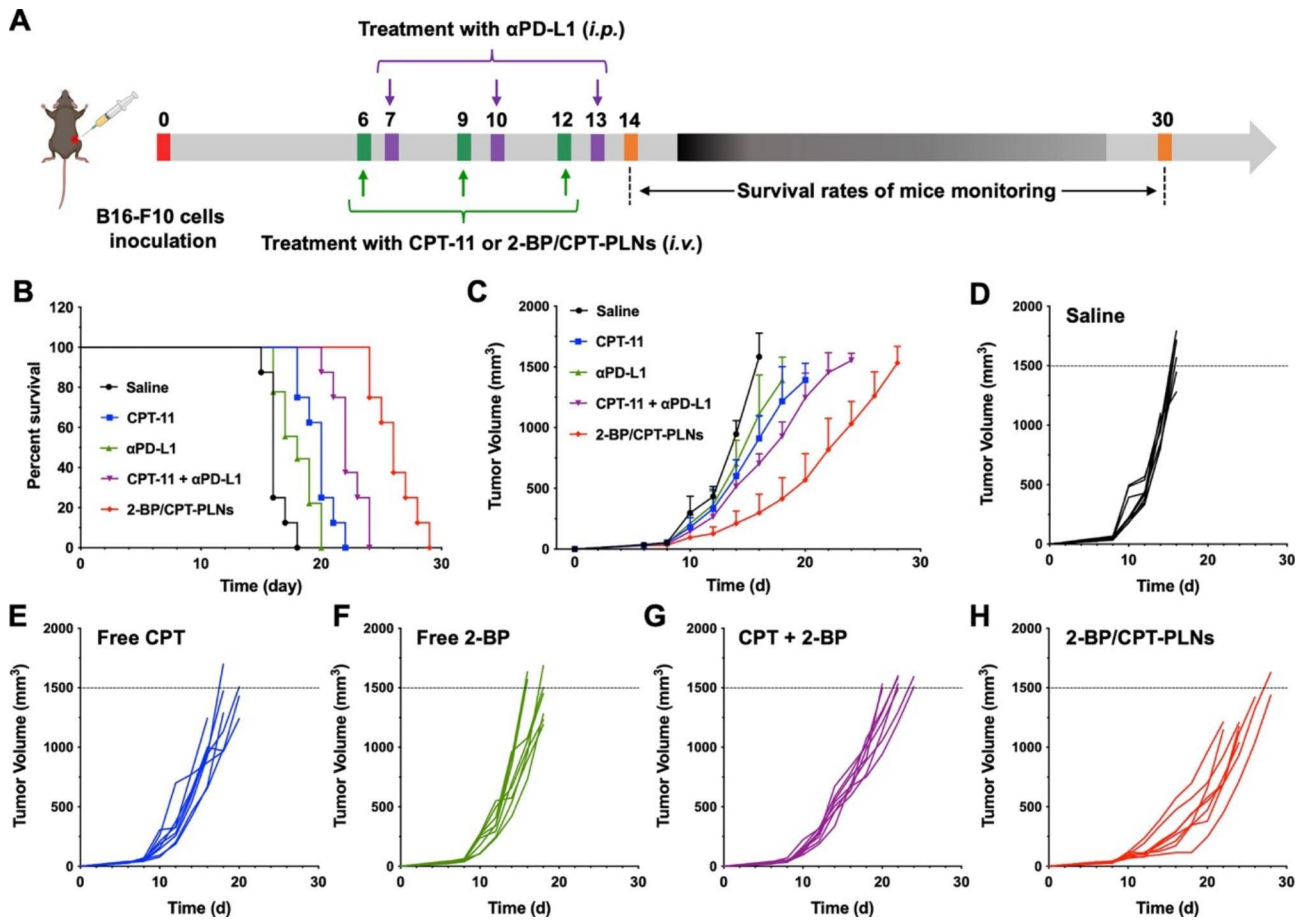 A
Treatment with αPD-L1 (i.p.)
0 6 7 9 10 12 13 14 30
Survival rates of mice monitoring
B16-F10 cells
inoculation
Treatment with CPT-11 or 2-BP/CPT-PLNs (i.v.)
B
Percent survival
120
100
80
60
40
20
0
0 10 20 30
Time (day)
Saline
CPT-11
αPD-L1
CPT-11 + αPD-L1
2-BP/CPT-PLNs
C
Tumor Volume (mm³)
2000
1500
1000
500
0
0 10 20 30
Time (d)
Saline
CPT-11
αPD-L1
CPT-11 + αPD-L1
2-BP/CPT-PLNs
D
Saline
Tumor Volume (mm³)
2000
1500
1000
500
0
0 10 20 30
Time (d)
E
Free CPT
Tumor Volume (mm³)
2000
1500
1000
500
0
0 10 20 30
Time (d)
F
Free 2-BP
Tumor Volume (mm³)
2000
1500
1000
500
0
0 10 20 30
Time (d)
G
CPT + 2-BP
Tumor Volume (mm³)
2000
1500
1000
500
0
0 10 20 30
Time (d)
H
2-BP/CPT-PLNs
Tumor Volume (mm³)
2000
1500
1000
500
0
0 10 20 30
Time (d)